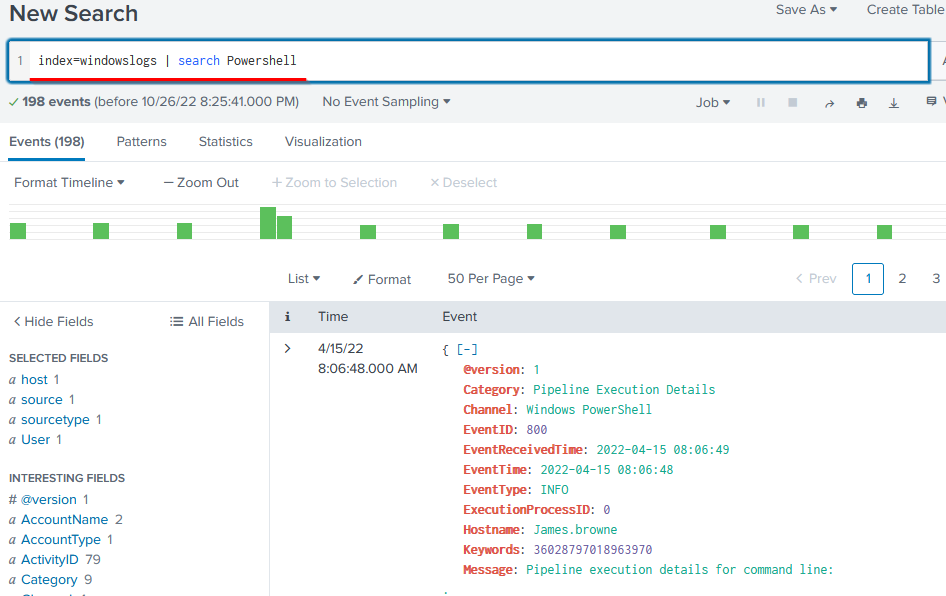 New Search
Save As
Create Table
1 index=windowslogs | search Powershell
198 events (before 10/26/22 8:25:41.000 PM) No Event Sampling Job
Events (198) Patterns Statistics Visualization
Format Timeline — Zoom Out + Zoom to Selection × Deselect
List Format 50 Per Page < Prev 1 2 3
< Hide Fields All Fields
i Time Event
SELECTED FIELDS
a host 1
a source 1
a sourcetype 1
a User 1
INTERESTING FIELDS
# @version 1
a AccountName 2
a AccountType 1
a ActivityID 79
a Category 9
> 4/15/22
8:06:48.000 AM
{ [-]
@version: 1
Category: Pipeline Execution Details
Channel: Windows PowerShell
EventID: 800
EventReceivedTime: 2022-04-15 08:06:49
EventTime: 2022-04-15 08:06:48
EventType: INFO
ExecutionProcessID: 0
Hostname: James.browne
Keywords: 36028797018963970
Message: Pipeline execution details for command line: